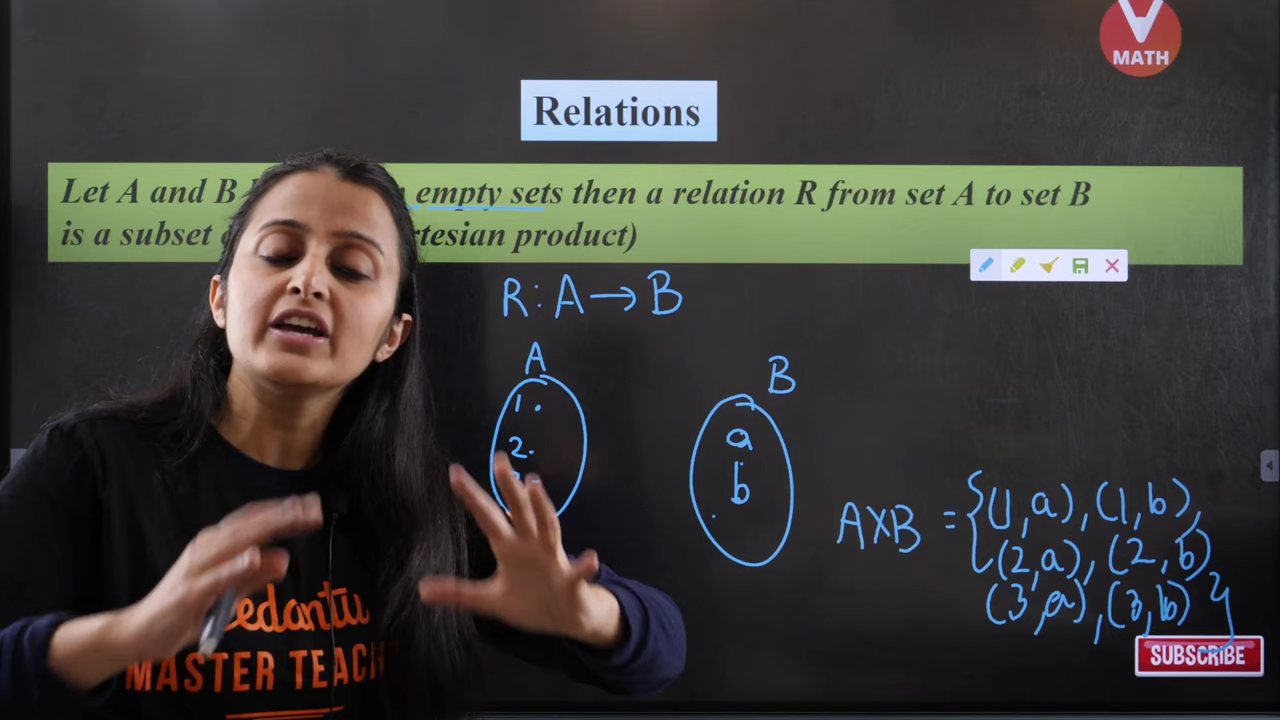 MATH
Relations
Let A and B empty sets then a relation R from set A to set B
is a subset rtesian product)
R: A → B
A
B
1.
2.
a
b
A X B = {(1,a), (1,b),
(2,a), (2,b)
(3,a), (3,b)}
edantu
MASTER TEACH
SUBSCRIBE